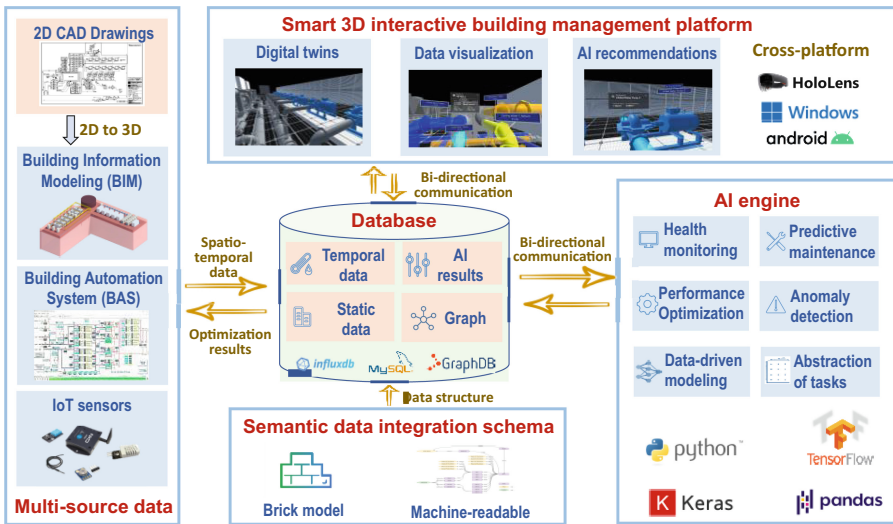 2D CAD Drawings
2D to 3D
Building Information
Modeling (BIM)
Building Automation
System (BAS)
IoT sensors
Multi-source data
Smart 3D interactive building management platform
Digital twins
Data visualization
AI recommendations
Cross-platform
HoloLens
Windows
android
Bi-directional
communication
Spatio-
temporal
data
Optimization
results
Database
Temporal
data
AI
results
Static
data
Graph
influxdb
MySQL
GraphDB
Data structure
Semantic data integration schema
Brick model
Machine-readable
Bi-directional
communication
AI engine
Health
monitoring
Predictive
maintenance
Performance
Optimization
Anomaly
detection
Data-driven
modeling
Abstraction
of tasks
python™
TensorFlow
K Keras
pandas